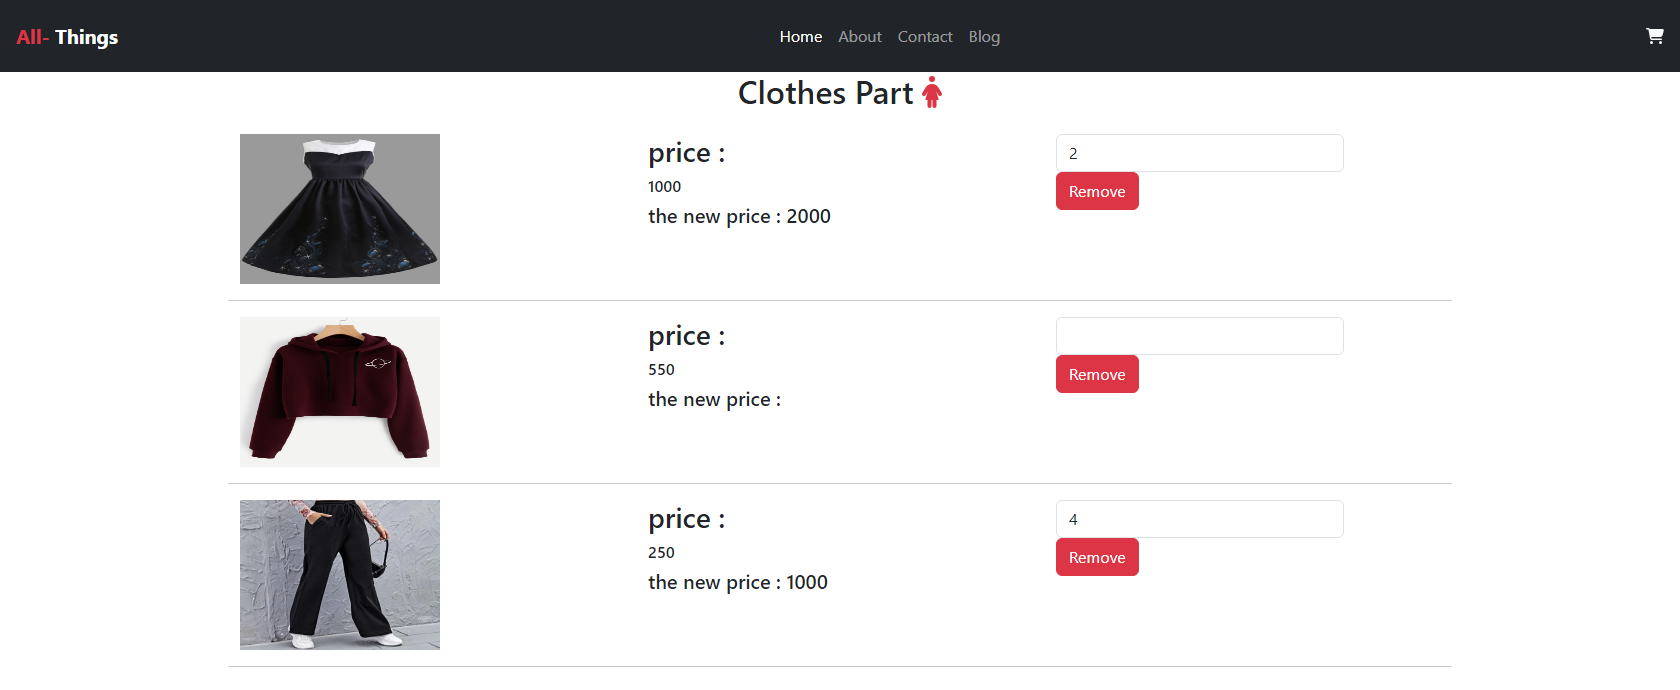 All- Things
Home About Contact Blog
Clothes Part
price :
1000
the new price : 2000
2
Remove
price :
550
the new price :
Remove
price :
250
the new price : 1000
4
Remove